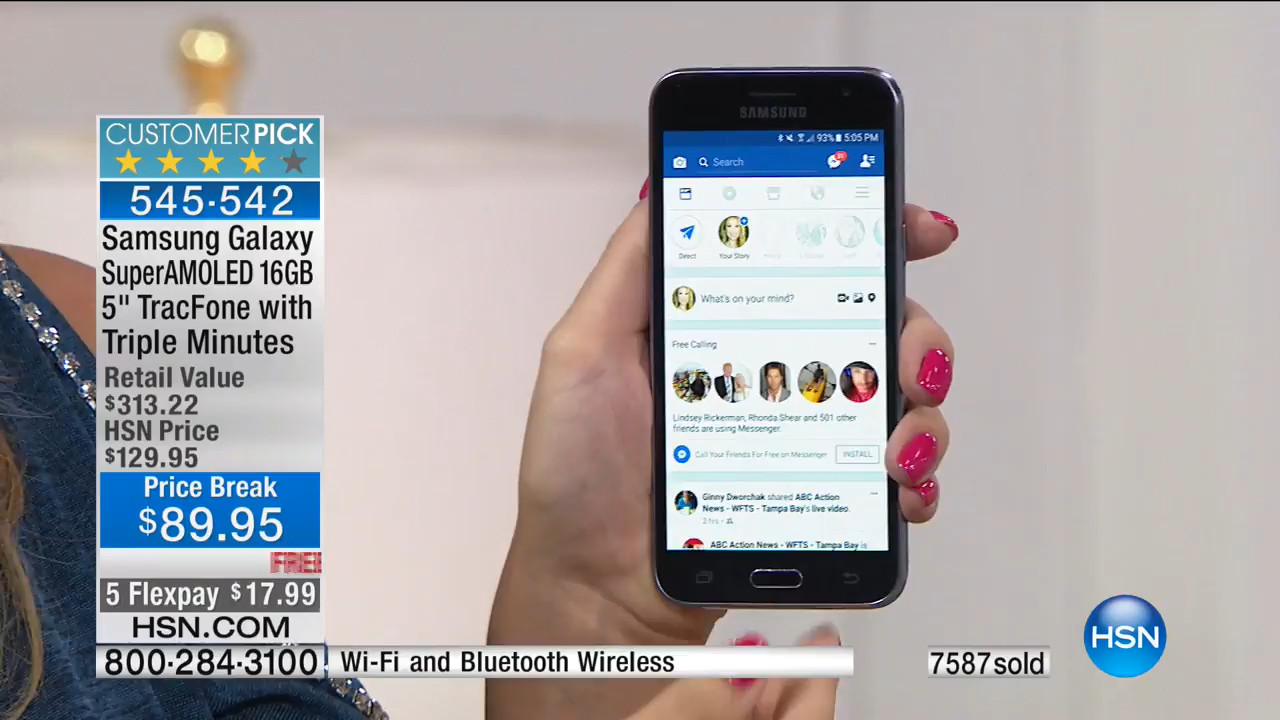 CUSTOMER PICK
545-542
Samsung Galaxy
SuperAMOLED 16GB
5" TracFone with
Triple Minutes
Retail Value
$313.22
HSN Price
$129.95
Price Break
$89.95
FREE
5 Flexpay $17.99
HSN.COM
800-284-3100
Wi-Fi and Bluetooth Wireless
7587 sold
HSN
SAMSUNG
93% 5:05 PM
Search
Direct
Your Story
What's on your mind?
Free Calling
Lindsey Rickerman, Rhonda Shear and 501 other
friends are using Messenger.
Call Your Friends For Free on Messenger
INSTALL
Ginny Dworchak shared ABC Action
News - WFTS - Tampa Bay's live video.
2 hrs
ABC Action News - WFTS - Tampa Bay is